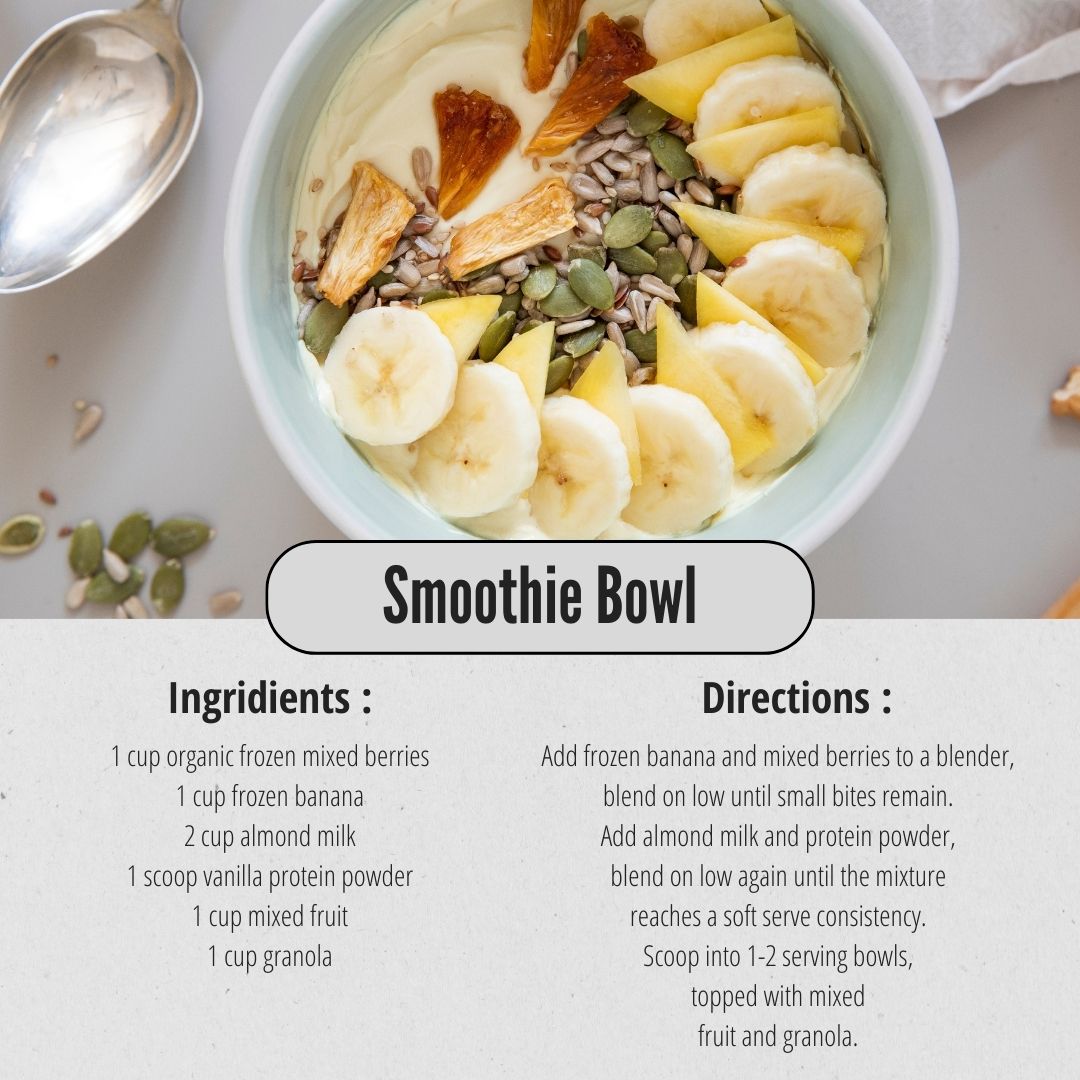 Smoothie Bowl
Ingridients :
1 cup organic frozen mixed berries
1 cup frozen banana
2 cup almond milk
1 scoop vanilla protein powder
1 cup mixed fruit
1 cup granola
Directions :
Add frozen banana and mixed berries to a blender,
blend on low until small bites remain.
Add almond milk and protein powder,
blend on low again until the mixture
reaches a soft serve consistency.
Scoop into 1-2 serving bowls,
topped with mixed
fruit and granola.